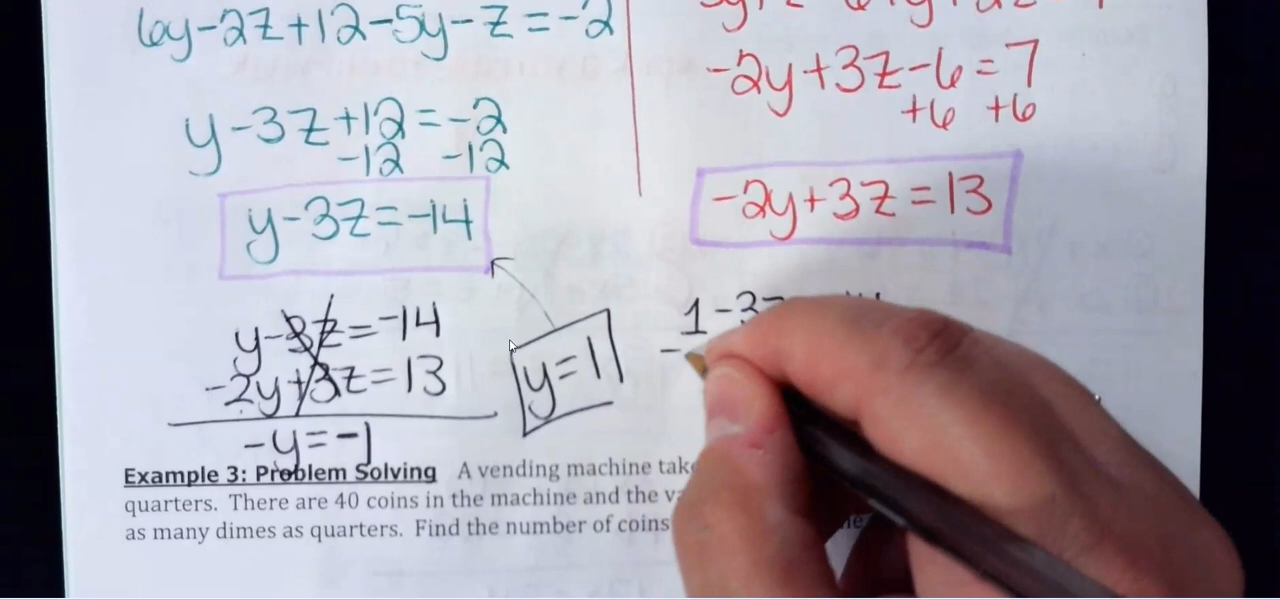 6y-2z+12-5y-z=-2
y-3z+12=-2
-12 -12
y-3z=-14
-2y+3z-6=7
+6 +6
-2y+3z=13
y-3z=-14
-2y+3z=13
-y=-1
y=1
1-3z
-
Example 3: Problem Solving A vending machine
quarters. There are 40 coins in the machine and the
as many dimes as quarters. Find the number of coins